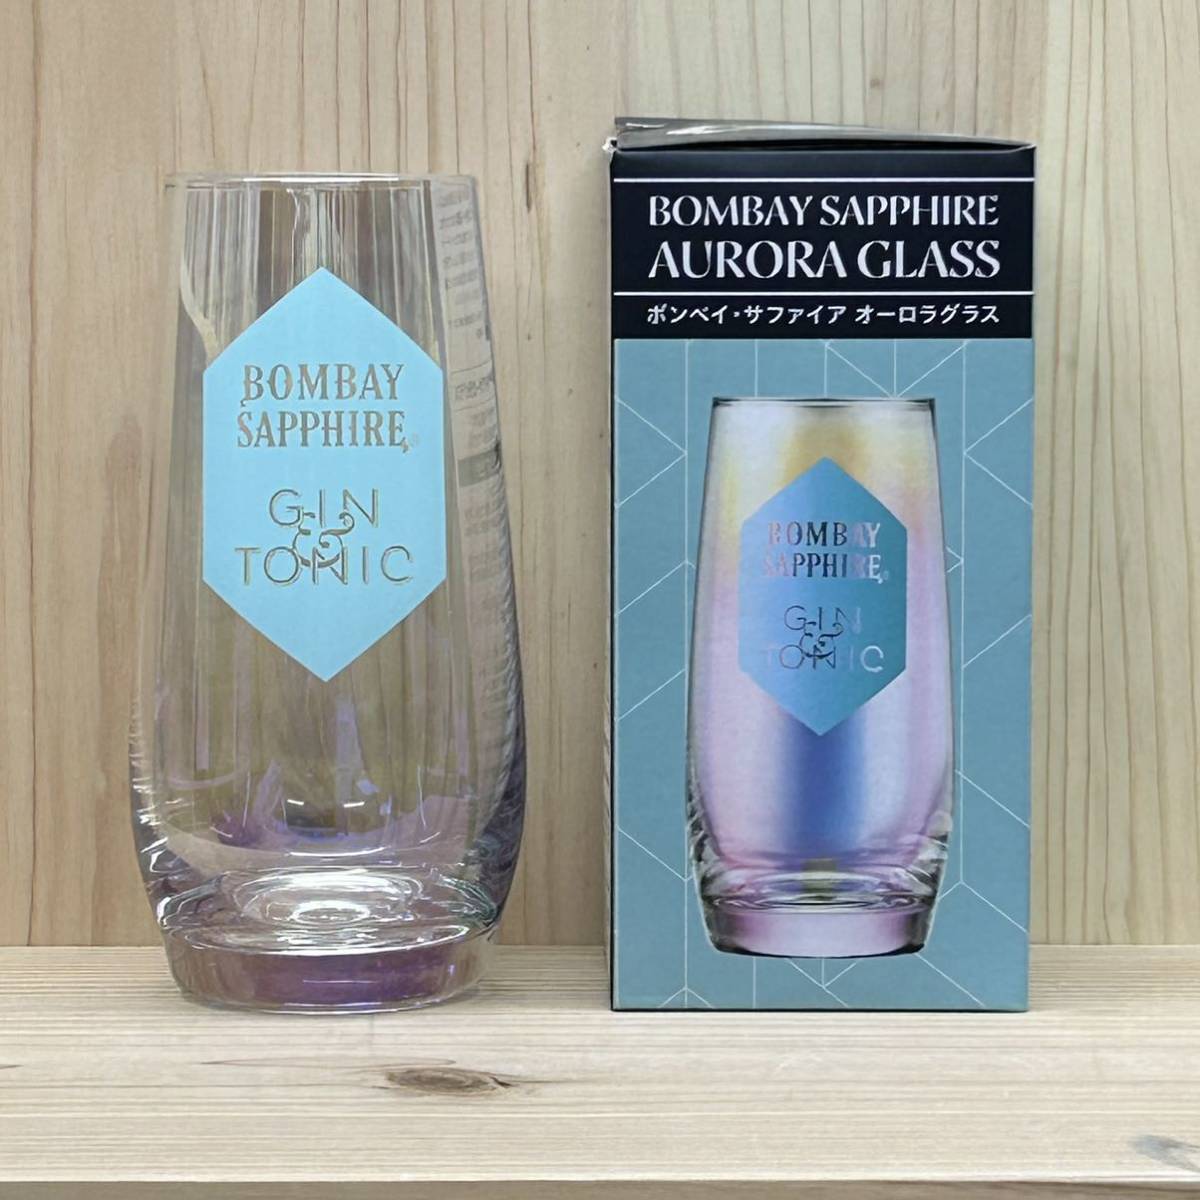 BOMBAY
SAPPHIRE
GIN
&
TONIC
BOMBAY SAPPHIRE
AURORA GLASS
ボンベイ・サファイア オーロラグラス
BOMBAY
SAPPHIRE
GIN
&
TONIC